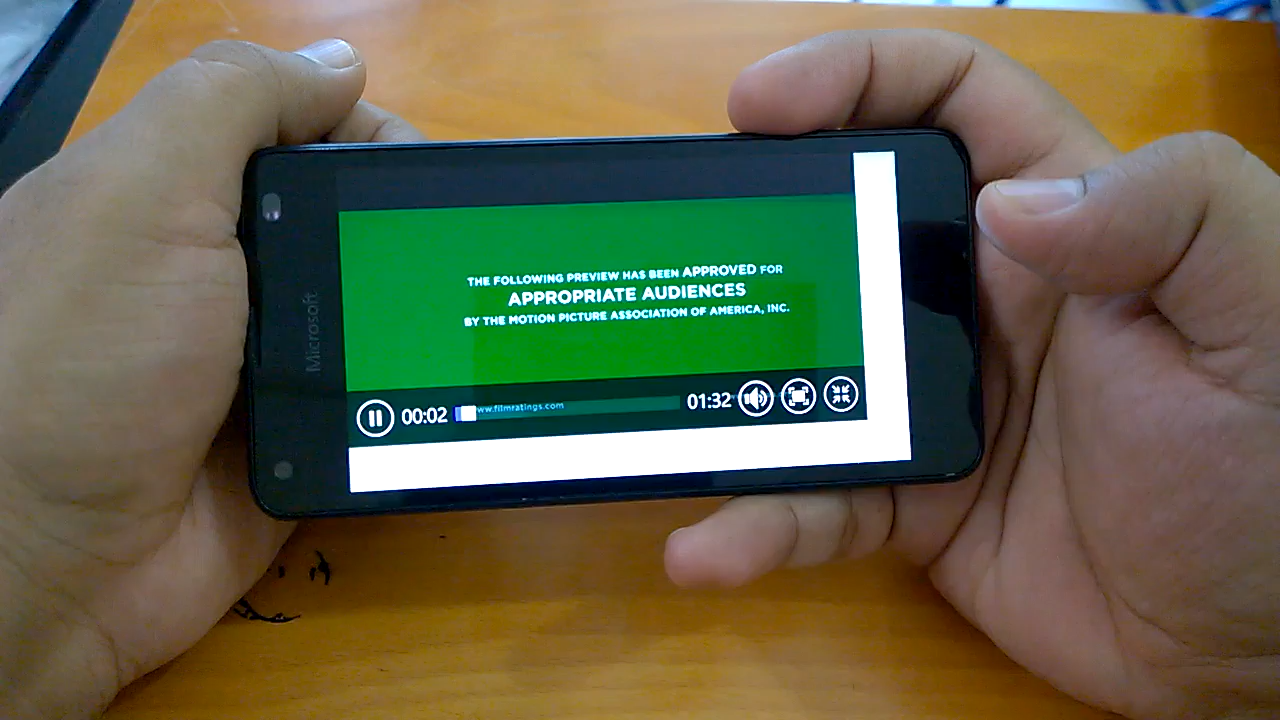 Microsoft
THE FOLLOWING PREVIEW HAS BEEN APPROVED FOR
APPROPRIATE AUDIENCES
BY THE MOTION PICTURE ASSOCIATION OF AMERICA, INC.
00:02
www.filmratings.com
01:32